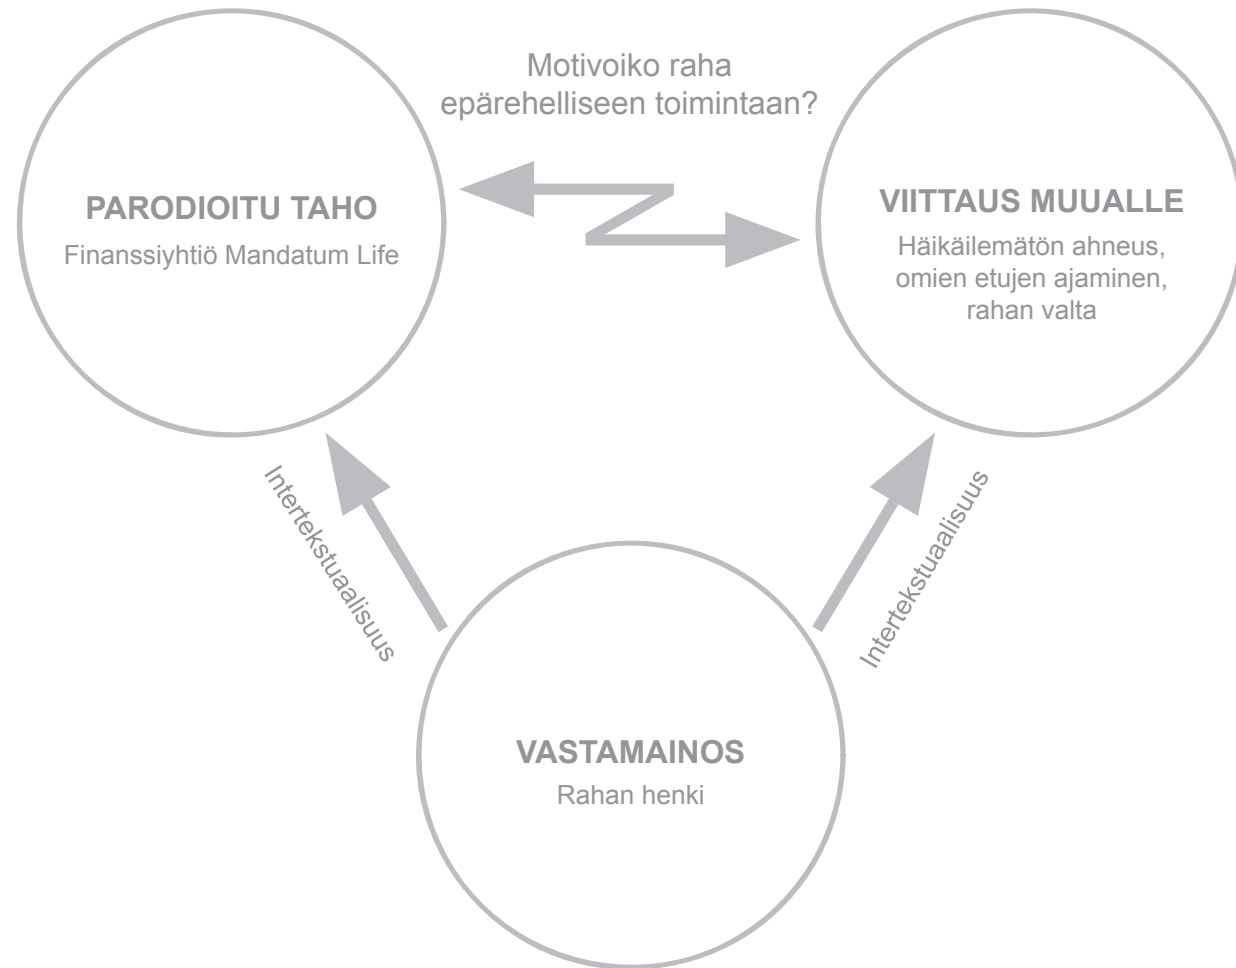 Motivoiko raha
epärehelliseen toimintaan?
PARODIOITU TAHO
Finanssiyhtiö Mandatum Life
VIITTAUS MUUALLE
Häikäilemätön ahneus,
omien etujen ajaminen,
rahan valta
Intertekstuaalisuus
Intertekstuaalisuus
VASTAMAINOS
Rahan henki